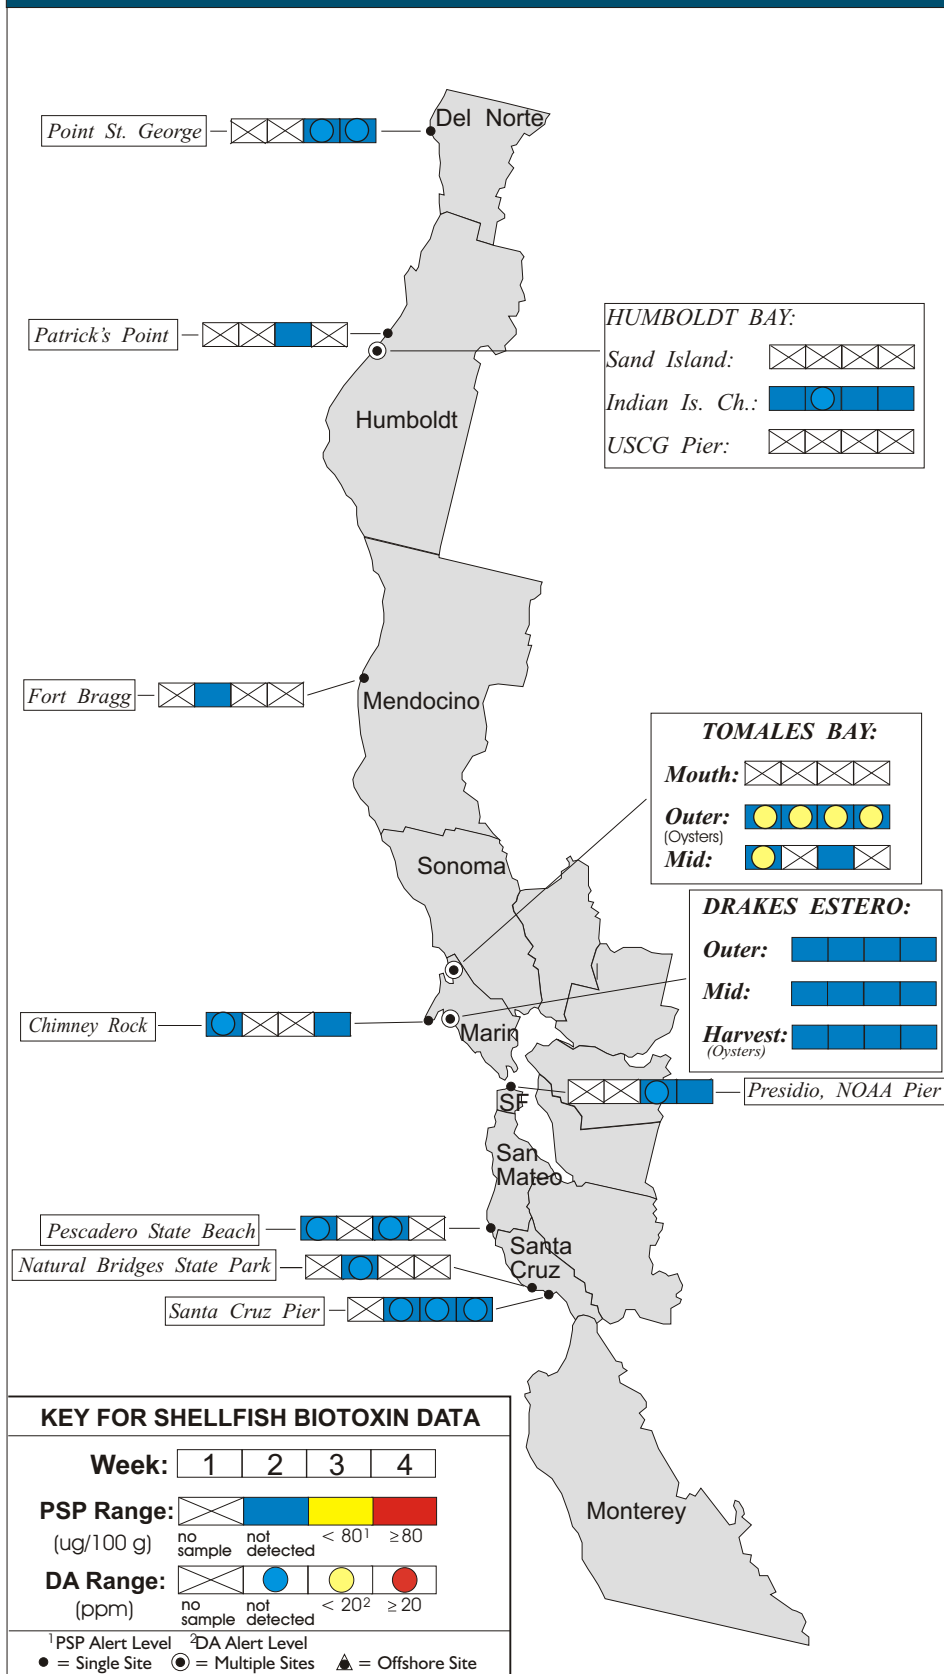 Del Norte
Point St. George
HUMBOLDT BAY:
Patrick's Point
Sand Island:
Indian Is. Ch.:
Humboldt
USCG Pier:
Fort Bragg
Mendocino
TOMALES BAY:
Mouth:
Outer:
(Oysters)
Mid:
Sonoma
DRAKES ESTERO:
Outer:
Mid:
Chimney Rock
Marin
Harvest:
(Oysters)
Presidio, NOAA Pier
SF
San
Mateo
Pescadero State Beach
Santa
Cruz
Natural Bridges State Park
Santa Cruz Pier
KEY FOR SHELLFISH BIOTOXIN DATA
Week: 1 2 3 4
Monterey
PSP Range:
(ug/100 g) no sample not detected < 80¹ ≥80
DA Range:
(ppm) no sample not detected < 20² ≥ 20
¹PSP Alert Level ²DA Alert Level
= Single Site = Multiple Sites = Offshore Site